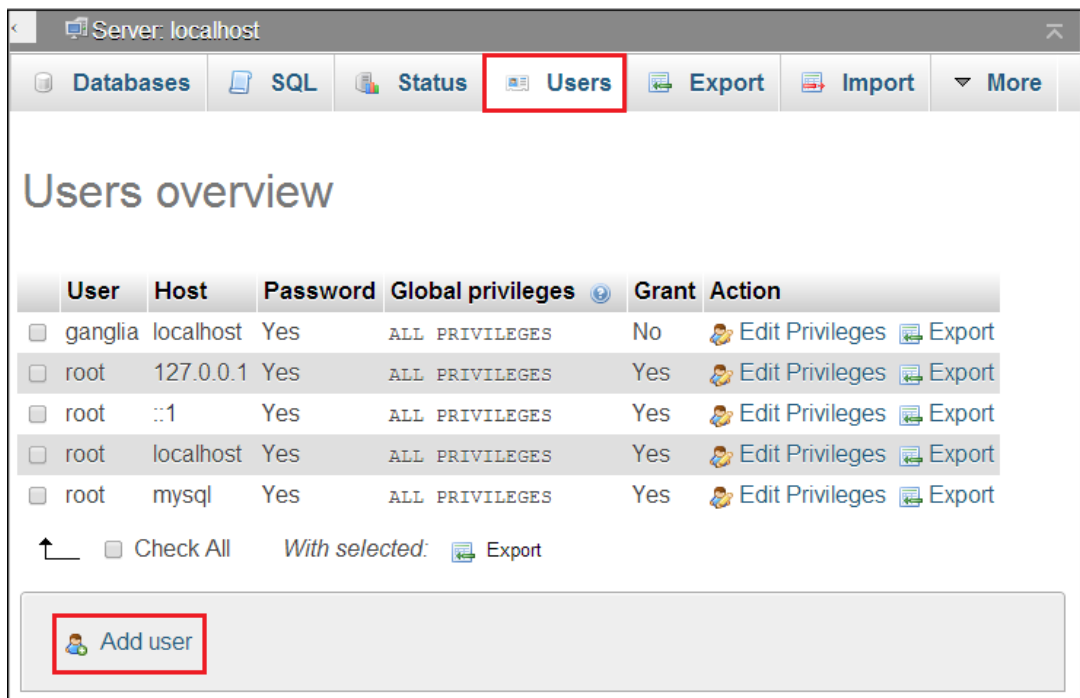 Server: localhost
Databases SQL Status Users Export Import More
Users overview
User Host Password Global privileges Grant Action
ganglia localhost Yes ALL PRIVILEGES No Edit Privileges Export
root 127.0.0.1 Yes ALL PRIVILEGES Yes Edit Privileges Export
root ::1 Yes ALL PRIVILEGES Yes Edit Privileges Export
root localhost Yes ALL PRIVILEGES Yes Edit Privileges Export
root mysql Yes ALL PRIVILEGES Yes Edit Privileges Export
Check All With selected: Export
Add user